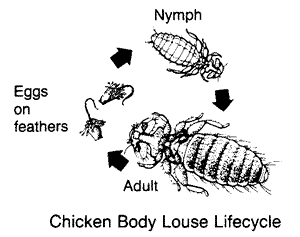 Nymph
Eggs
on
feathers
Adult
Chicken Body Louse Lifecycle